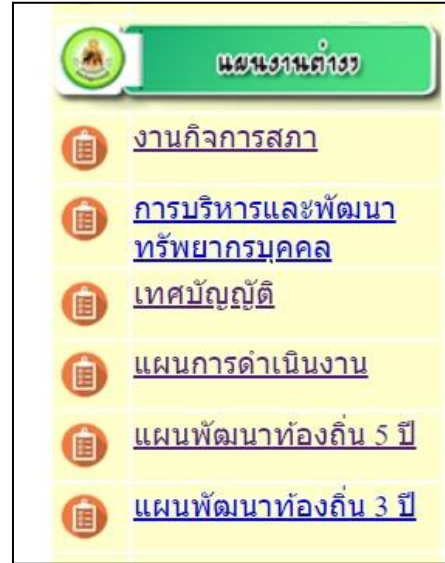 แผนงานต่างๆ
งานกิจการสภา
การบริหารและพัฒนา
ทรัพยากรบุคคล
เทศบัญญัติ
แผนการดำเนินงาน
แผนพัฒนาท้องถิ่น 5 ปี
แผนพัฒนาท้องถิ่น 3 ปี